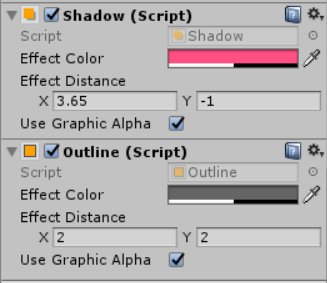 Shadow (Script)
Script Shadow
Effect Color
Effect Distance
X 3.65 Y -1
Use Graphic Alpha
Outline (Script)
Script Outline
Effect Color
Effect Distance
X 2 Y 2
Use Graphic Alpha